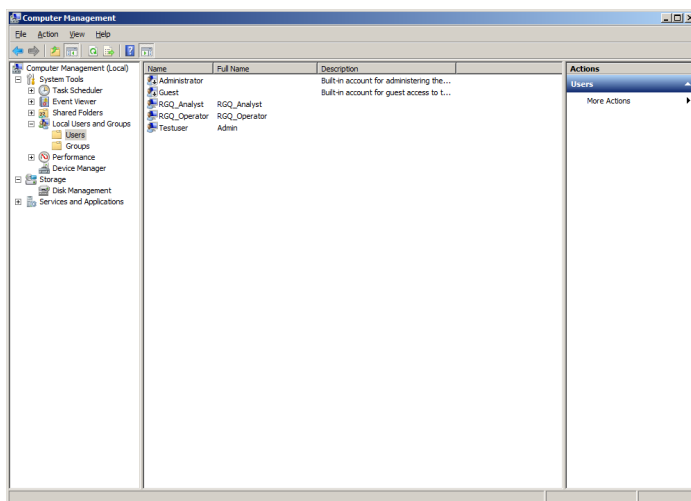 Computer Management
File Action View Help
Computer Management (Local)
System Tools
Task Scheduler
Event Viewer
Shared Folders
Local Users and Groups
Users
Groups
Performance
Device Manager
Storage
Disk Management
Services and Applications
Name Full Name Description
Administrator Built-in account for administering the...
Guest Built-in account for guest access to t...
RGQ_Analyst RGQ_Analyst
RGQ_Operator RGQ_Operator
Testuser Admin
Actions
Users
More Actions